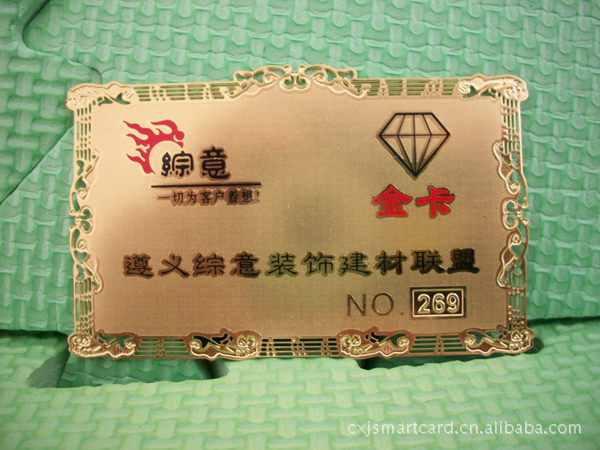 綜意
一切为客户着想!
金卡
遵义综意装饰建材联盟
NO. 269
cxjsmartcard.cn.alibaba.com